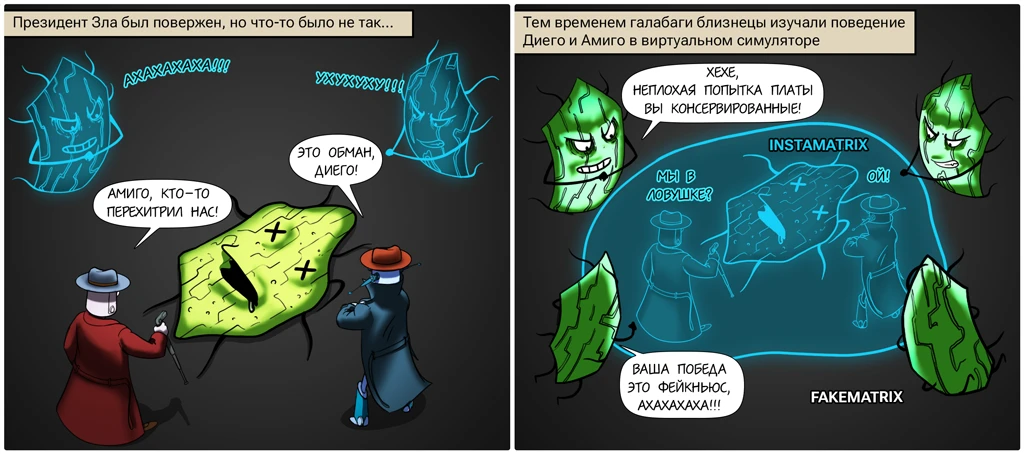 Президент Зла был повержен, но что-то было не так...
АХАХАХАХА!!!
УХУХУХУ!!!
ЭТО ОБМАН,
ДИЕГО!
АМИГО, КТО-ТО
ПЕРЕХИТРИЛ НАС!
Тем временем галабаги близнецы изучали поведение
Диего и Амиго в виртуальном симуляторе
ХЕХЕ,
НЕПЛОХАЯ ПОПЫТКА ПЛАТЫ
ВЫ КОНСЕРВИРОВАННЫЕ!
INSTAMATRIX
МЫ В
ЛОВУШКЕ?
ОЙ!
ВАША ПОБЕДА
ЭТО ФЕЙКНЬЮС,
АХАХАХАХА!!!
FAKEMATRIX